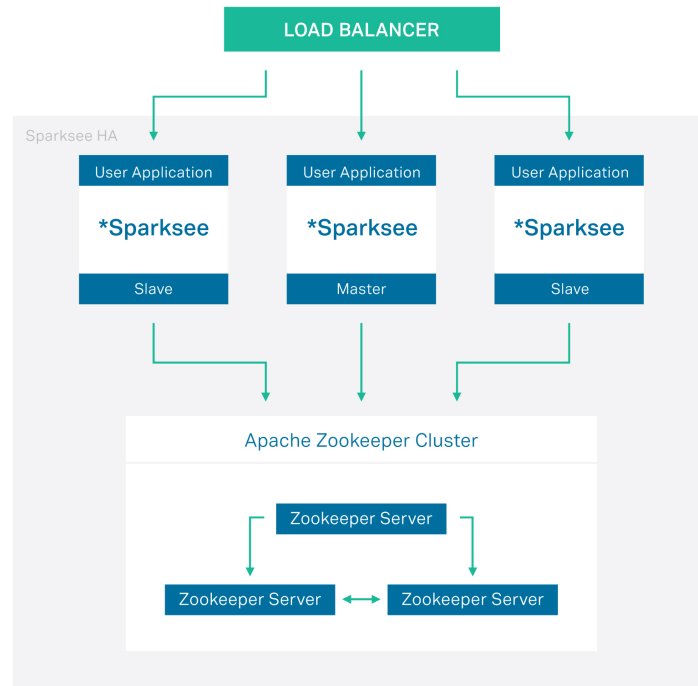 LOAD BALANCER
Sparksee HA
User Application
*Sparksee
Slave
User Application
*Sparksee
Master
User Application
*Sparksee
Slave
Apache Zookeeper Cluster
Zookeeper Server
Zookeeper Server
Zookeeper Server